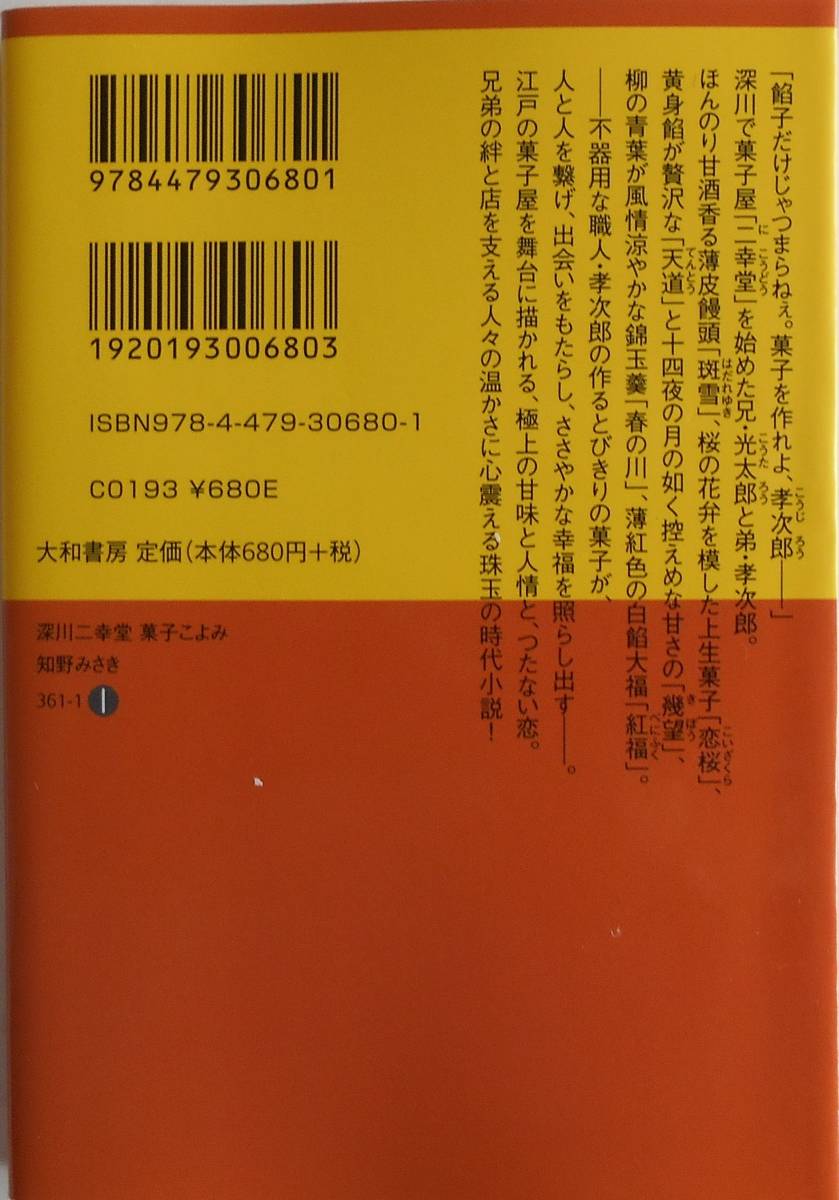 「餡子だけじゃつまらねぇ。菓子を作れよ、孝次郎――」
深川で菓子屋「二幸堂」を始めた兄・光太郎と弟・孝次郎。
ほんのり甘酒香る薄皮饅頭「斑雪」、桜の花弁を模した上生菓子「恋桜」、
黄身餡が贅沢な「天道」と十四夜の月の如く控えめな甘さの「幾望」、
柳の青葉が風情涼やかな錦玉羹「春の川」、薄紅色の白餡大福「紅福」。
――不器用な職人・孝次郎の作るとびきりの菓子が、
人と人を繋げ、出会いをもたらし、ささやかな幸福を照らし出す――。
江戸の菓子屋を舞台に描かれる、極上の甘味と人情と、つたない恋。
兄弟の絆と店を支える人々の温かさに心震える珠玉の時代小説!
9784479306801
1920193006803
ISBN978-4-479-30680-1
C0193 ¥680E
大和書房 定価(本体680円+税)
深川二幸堂 菓子こよみ
知野みさき
361-1 I